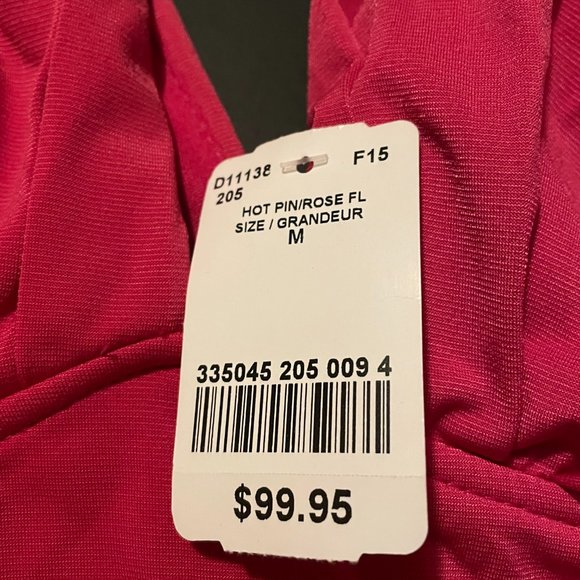 D11138 F15
205
HOT PIN/ROSE FL
SIZE / GRANDEUR
M
335045 205 009 4
$99.95